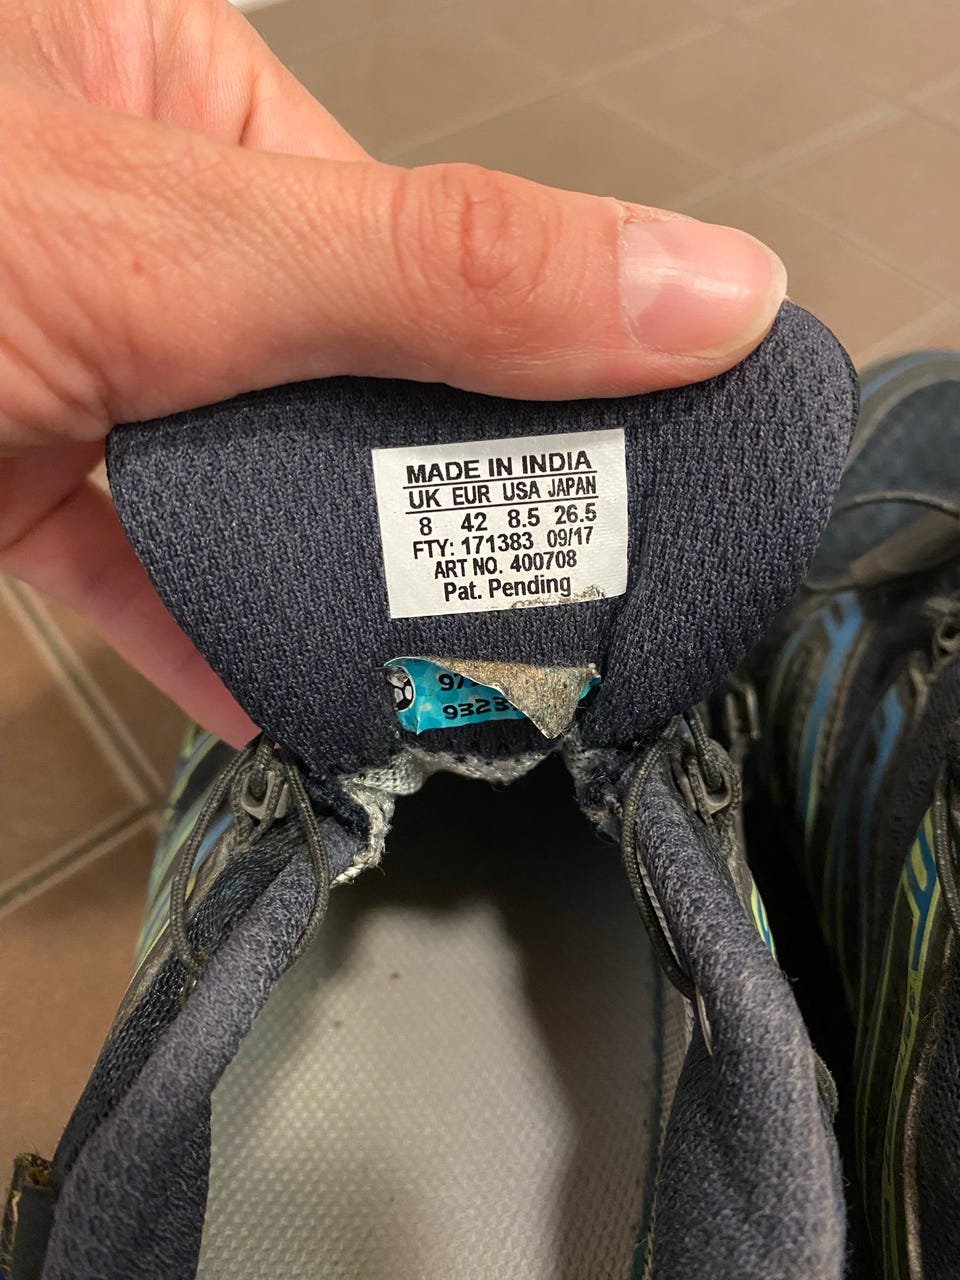 MADE IN INDIA
UK EUR USA JAPAN
8 42 8.5 26.5
FTY: 171383 09/17
ART NO. 400708
Pat. Pending